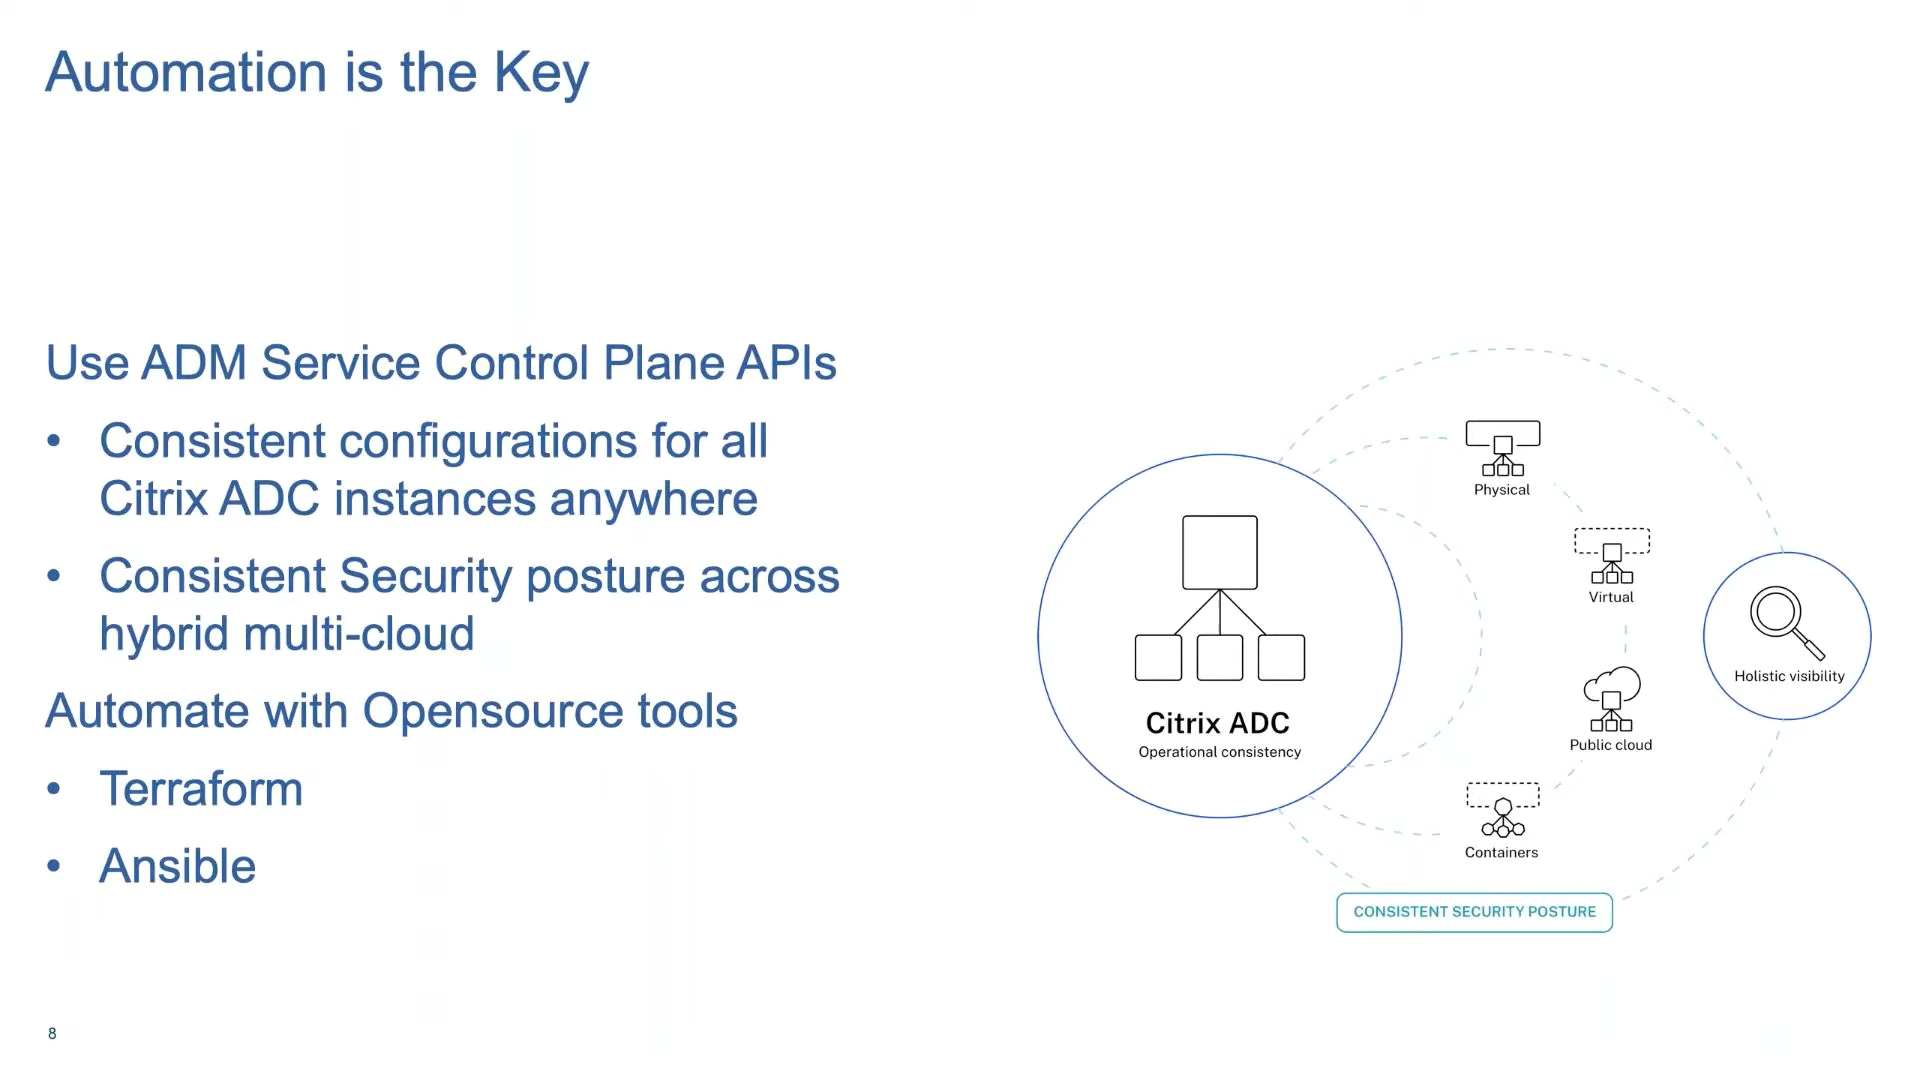 Automation is the Key
Use ADM Service Control Plane APIs
• Consistent configurations for all
Citrix ADC instances anywhere
• Consistent Security posture across
hybrid multi-cloud
Automate with Opensource tools
• Terraform
• Ansible
Citrix ADC
Operational consistency
Physical
Virtual
Public cloud
Containers
Holistic visibility
CONSISTENT SECURITY POSTURE
8